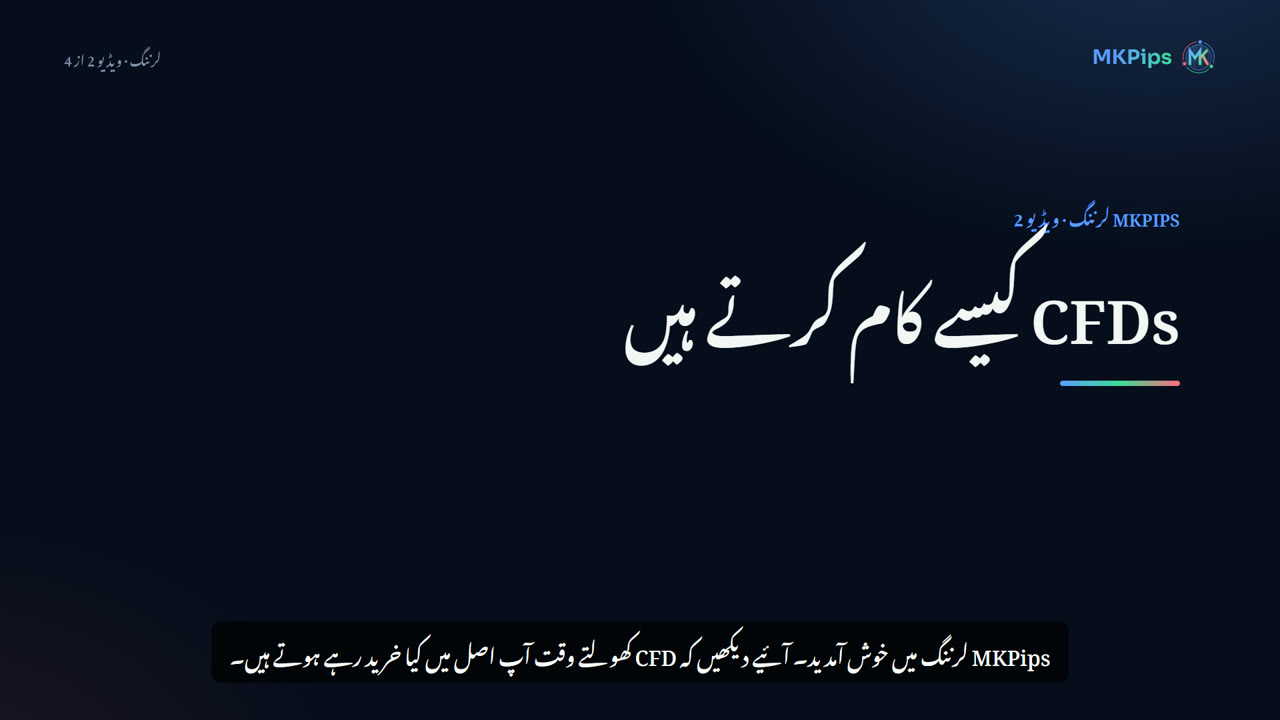 MKPips
لرننگ · ویڈیو 2 از 4
MKPIPS لرننگ · ویڈیو 2
CFDs کیسے کام کرتے ہیں
MKPips لرننگ میں خوش آمدید۔ آئیے دیکھیں کہ CFD کھولتے وقت آپ اصل میں کیا خرید رہے ہوتے ہیں۔